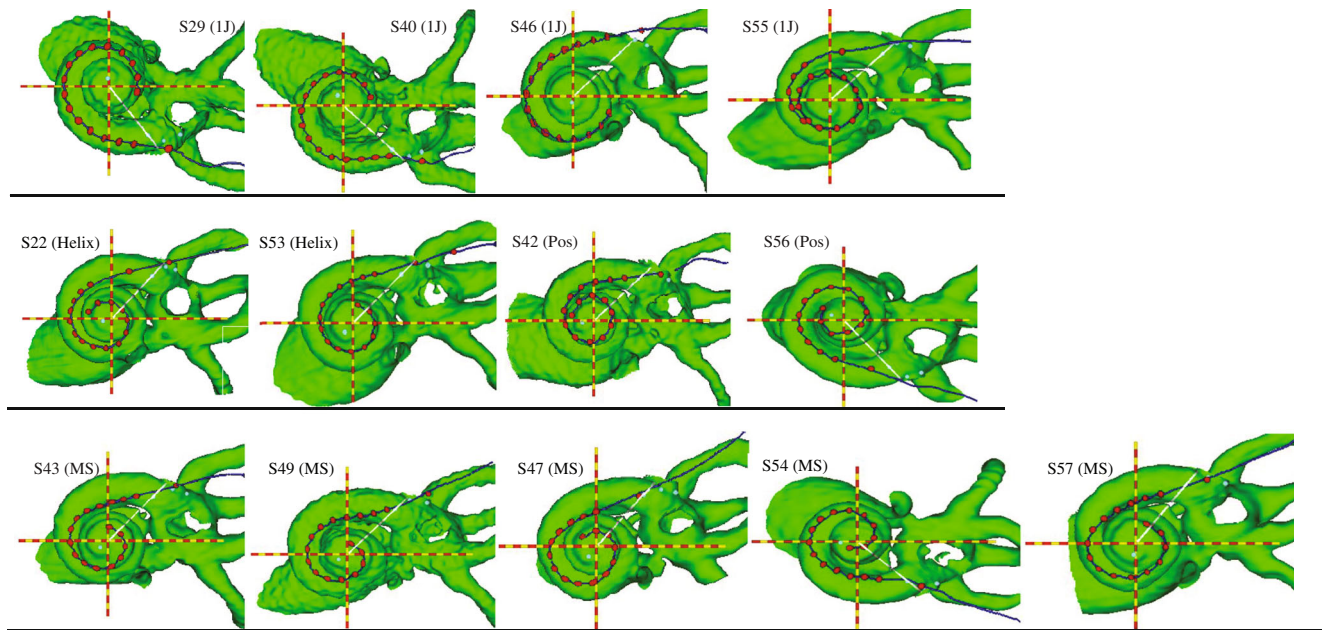 S29 (1J)
S40 (1J)
S46 (1J)
S55 (1J)
S22 (Helix)
S53 (Helix)
S42 (Pos)
S56 (Pos)
S43 (MS)
S49 (MS)
S47 (MS)
S54 (MS)
S57 (MS)